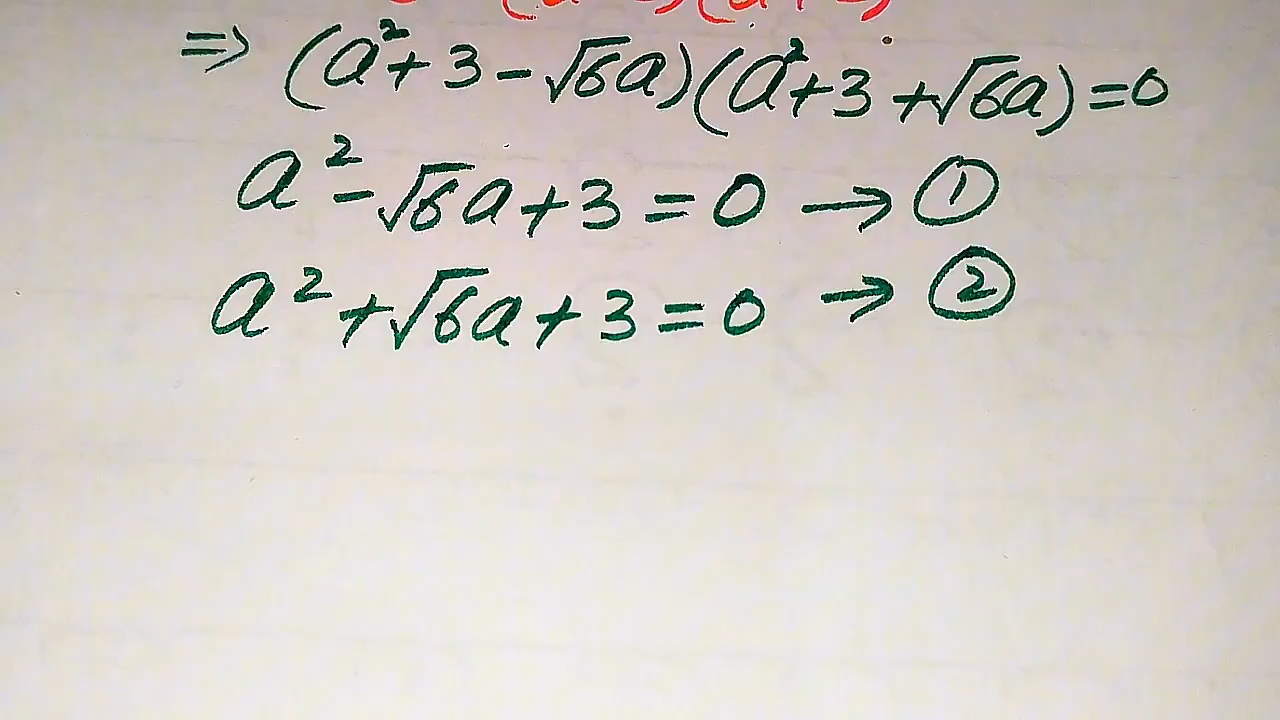 ⇒ (a²+3-√6a)(a²+3+√6a)=0
a²-√6a+3=0 → ①
a²+√6a+3=0 → ②